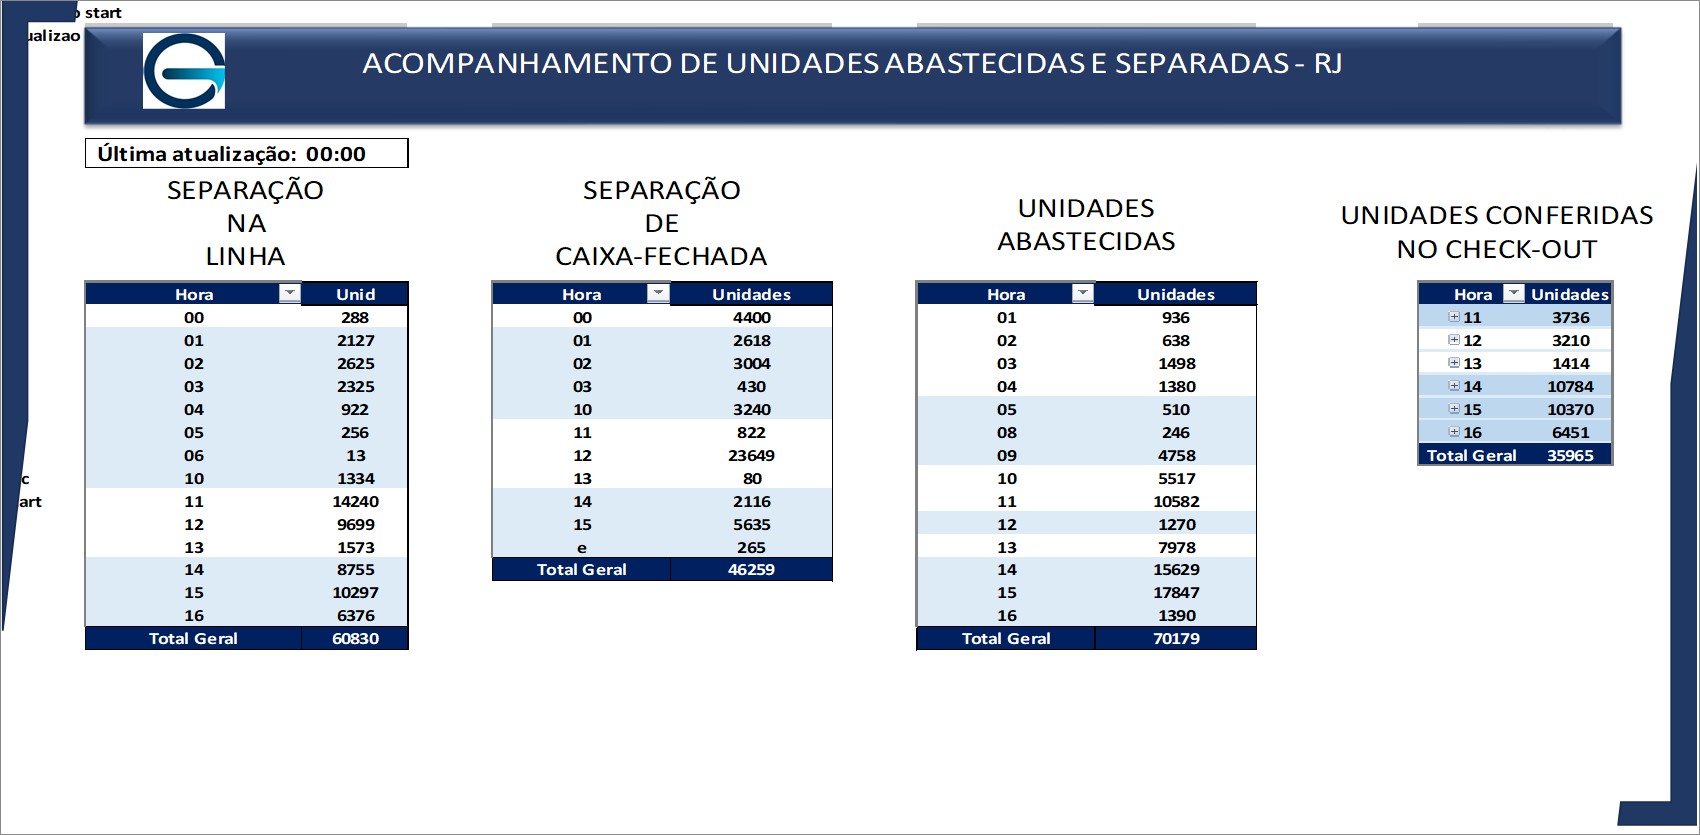 start
ualizao
ACOMPANHAMENTO DE UNIDADES ABASTECIDAS E SEPARADAS - RJ
Última atualização: 00:00
SEPARAÇÃO
NA
LINHA
Hora Unid
00 288
01 2127
02 2625
03 2325
04 922
05 256
06 13
10 1334
11 14240
12 9699
13 1573
14 8755
15 10297
16 6376
Total Geral 60830
SEPARAÇÃO
DE
CAIXA-FECHADA
Hora Unidades
00 4400
01 2618
02 3004
03 430
10 3240
11 822
12 23649
13 80
14 2116
15 5635
e 265
Total Geral 46259
UNIDADES
ABASTECIDAS
Hora Unidades
01 936
02 638
03 1498
04 1380
05 510
08 246
09 4758
10 5517
11 10582
12 1270
13 7978
14 15629
15 17847
16 1390
Total Geral 70179
UNIDADES CONFERIDAS
NO CHECK-OUT
Hora Unidades
11 3736
12 3210
13 1414
14 10784
15 10370
16 6451
Total Geral 35965
c
art